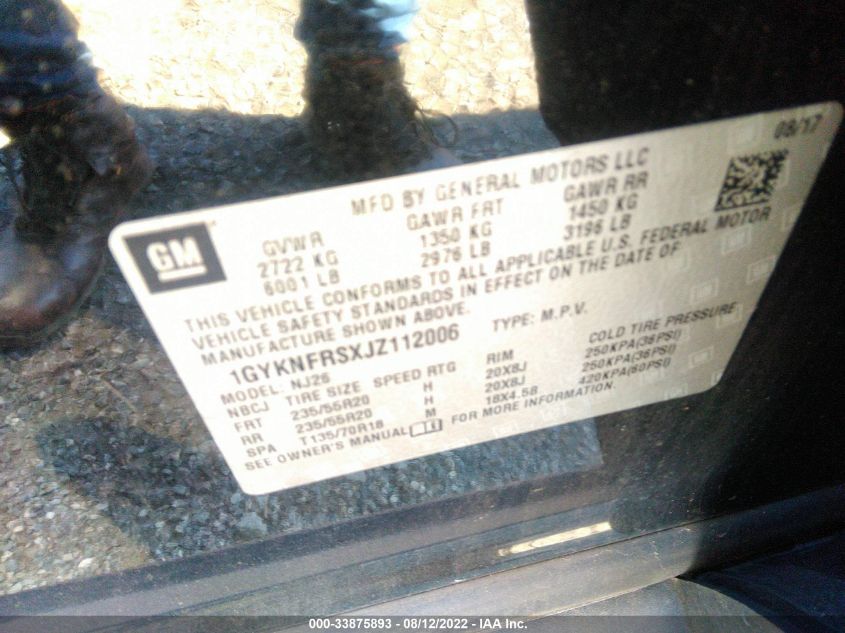 08/17
MFD BY GENERAL MOTORS LLC
GM
GVWR GAWR FRT GAWR RR
2722 KG 1350 KG 1450 KG
6001 LB 2976 LB 3196 LB
THIS VEHICLE CONFORMS TO ALL APPLICABLE U.S. FEDERAL MOTOR
VEHICLE SAFETY STANDARDS IN EFFECT ON THE DATE OF
MANUFACTURE SHOWN ABOVE.
1GYKNFRSXJZ112006 TYPE: M.P.V.
MODEL: NJ26
NBCJ TIRE SIZE SPEED RTG RIM COLD TIRE PRESSURE
FRT 235/55R20 H 20X8J 250KPA(36PSI)
RR 235/55R20 H 20X8J 250KPA(36PSI)
SPA T135/70R18 M 18X4.5B 420KPA(60PSI)
SEE OWNER'S MANUAL FOR MORE INFORMATION.
000-33875893 - 08/12/2022 - IAA Inc.